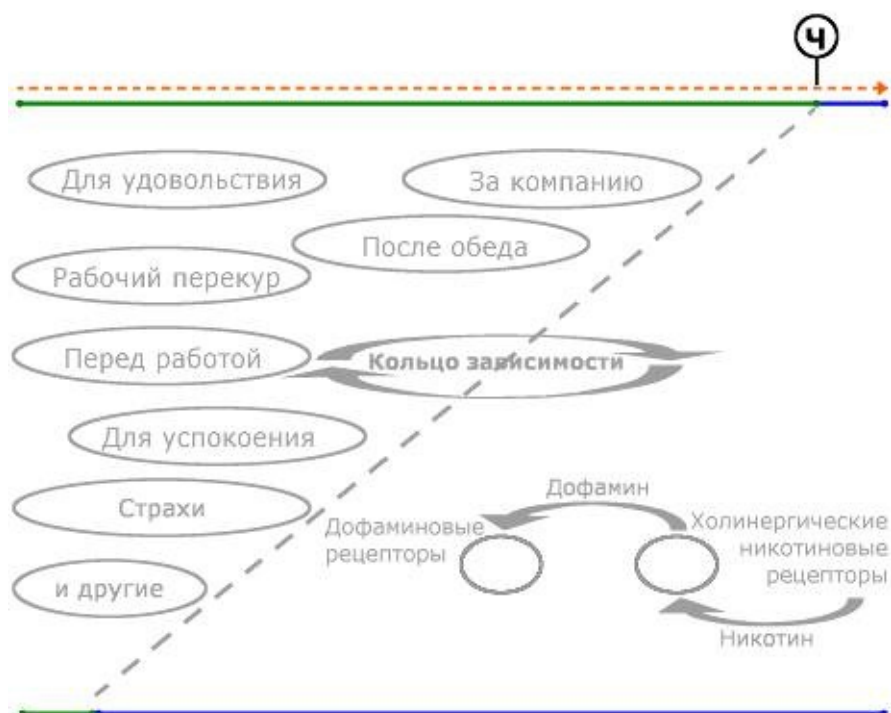 Ч
Для удовольствия
За компанию
После обеда
Рабочий перекур
Перед работой
Кольцо зависимости
Для успокоения
Страхи
и другие
Дофамин
Дофаминовые
рецепторы
Холинергические
никотиновые
рецепторы
Никотин